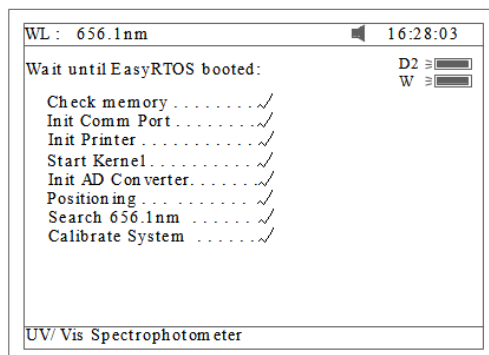 WL: 656.1nm 16:28:03
Wait until EasyRTOS booted: D2
W
Check memory . . . . . . . . ✓
Init Comm Port . . . . . . . . ✓
Init Printer . . . . . . . . . . . . ✓
Start Kernel. . . . . . . . . . . ✓
Init AD Converter. . . . . . . ✓
Positioning . . . . . . . . . . . ✓
Search 656.1nm . . . . . . ✓
Calibrate System . . . . . . ✓
UV/Vis Spectrophotometer